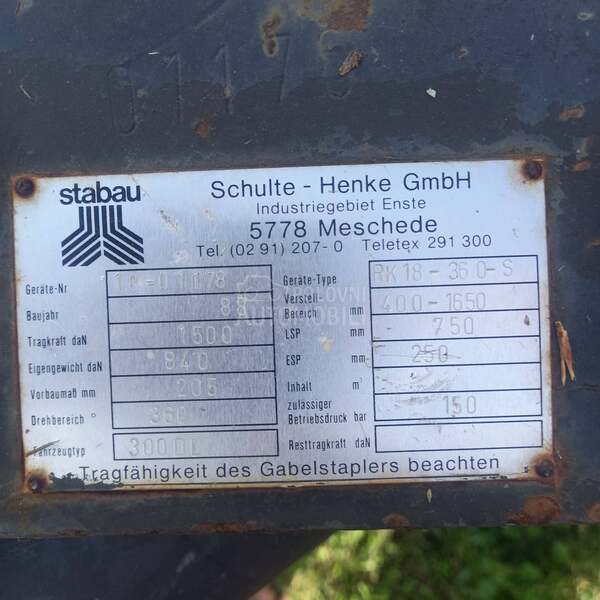 stabau
Schulte - Henke GmbH
Industriegebiet Enste
5778 Meschede
Tel. (02 91) 207- 0 Teletex 291 300
Geräte-Nr
Geräte-Type RK18-360-S
Baujahr 88
Verstell-
Bereich mm 400-1650
Tragkraft daN 1500
LSP mm 750
Eigengewicht daN 840
ESP mm 250
Vorbaumaß mm 205
Inhalt m³
Drehbereich ° 360
zulässiger
Betriebsdruck bar 150
Fahrzeugtyp 300DL
Resttragkraft daN
Tragfähigkeit des Gabelstaplers beachten